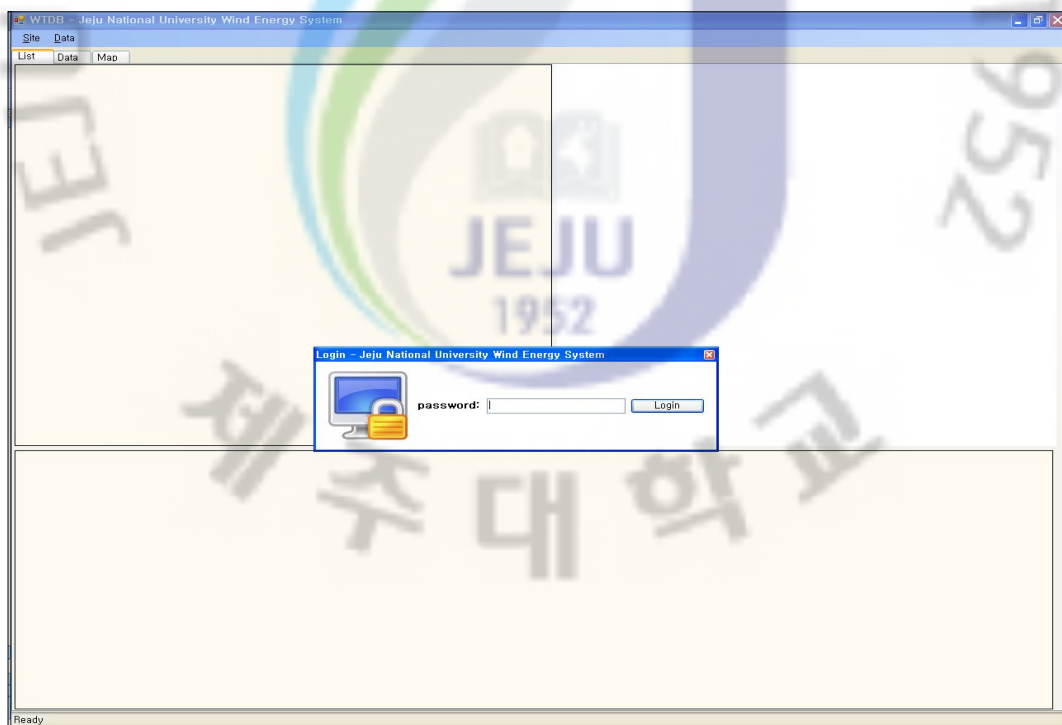 WTDB - Jeju National University Wind Energy System
Site Data
List Data Map
JEJU
1952
1952
Login - Jeju National University Wind Energy System
password: Login
제주대학교
Ready